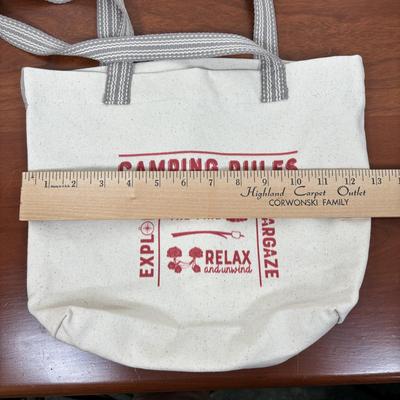 CAMPING RULES
1 2 3 4 5 6 7 8 9 10 11 12 13
Highland Carpet Outlet
CORWONSKI FAMILY
EXPLO
ARGAZE
RELAX
and unwind